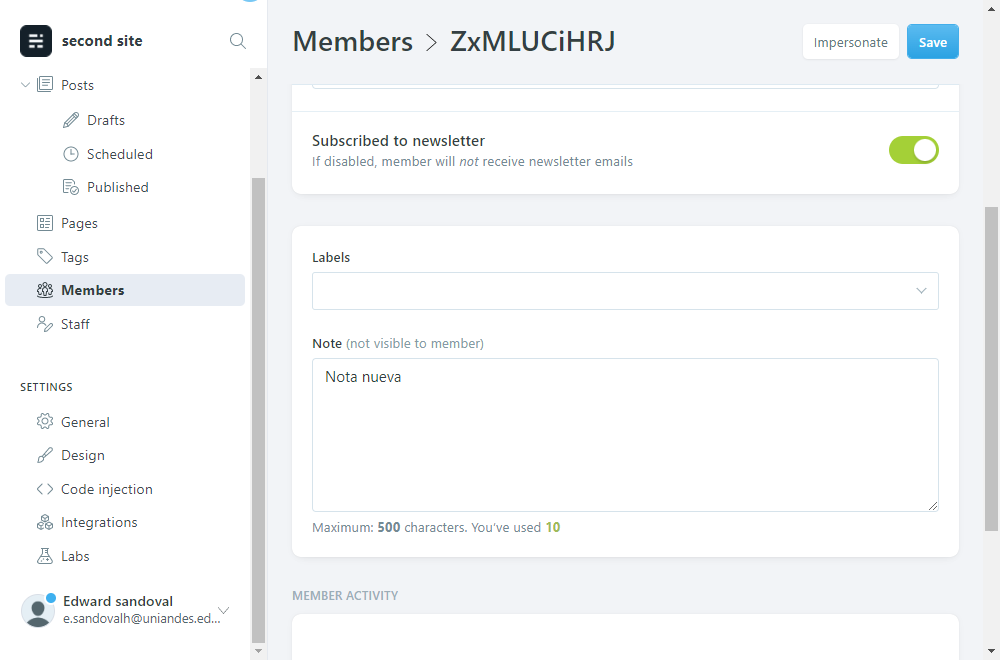 second site
Posts
Drafts
Scheduled
Published
Pages
Tags
Members
Staff
SETTINGS
General
Design
Code injection
Integrations
Labs
Edward sandoval
e.sandovalh@uniandes.ed...
Members > ZxMLUCiHRJ
Impersonate
Save
Subscribed to newsletter
If disabled, member will not receive newsletter emails
Labels
Note (not visible to member)
Nota nueva
Maximum: 500 characters. You've used 10
MEMBER ACTIVITY